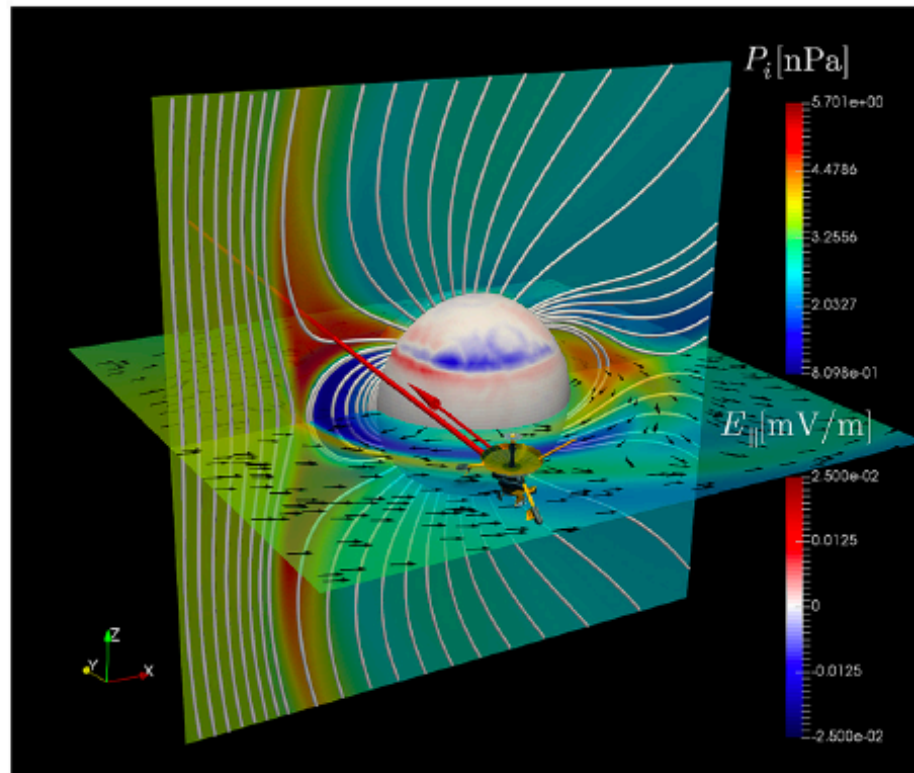 P_i[nPa]
5.701e+00
4.4786
3.2556
2.0327
8.098e-01
E_∥[mV/m]
2.500e-02
0.0125
0
-0.0125
-2.500e-02
Z
Y
X